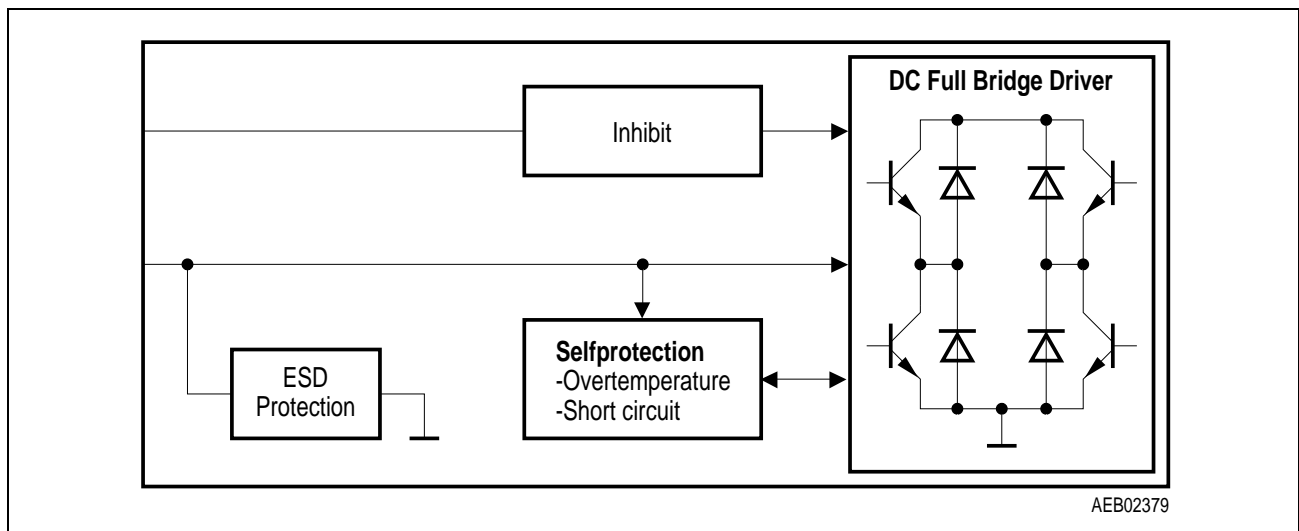 DC Full Bridge Driver
Inhibit
Selfprotection
-Overtemperature
-Short circuit
ESD
Protection
AEB02379